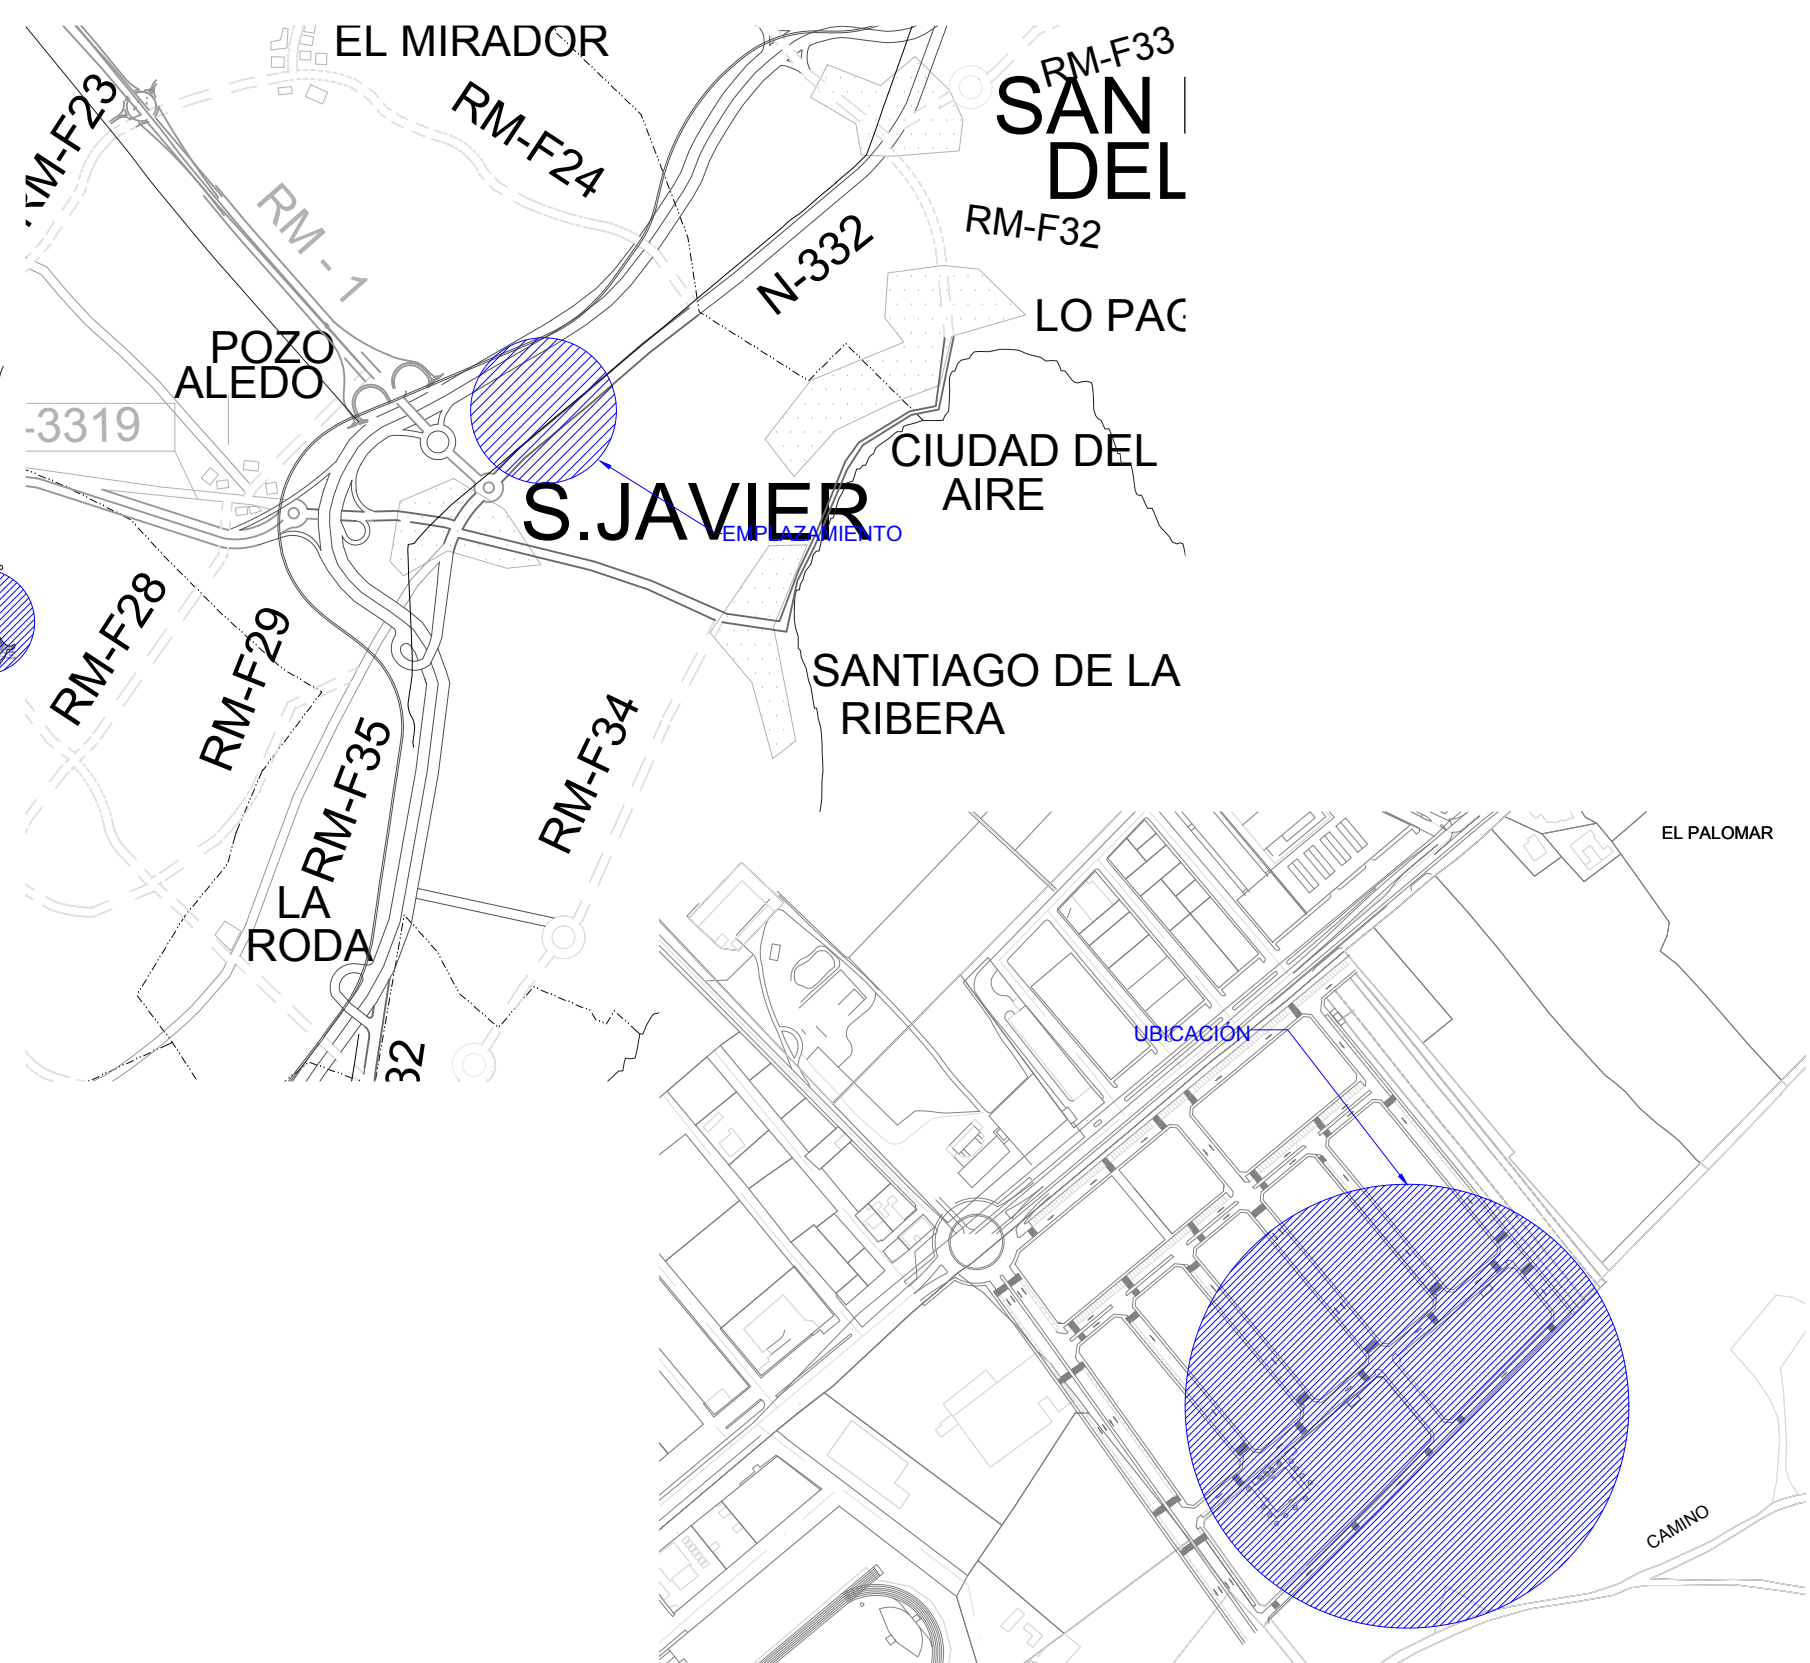 EL MIRADOR
RM-F33
RM-F23
RM-F24
SAN
DEL
RM - 1
RM-F32
N-332
LO PAG
POZO
ALEDO
-3319
CIUDAD DEL
AIRE
S.JAVIER
EMPLAZAMIENTO
RM-F28
RM-F29
SANTIAGO DE LA
RIBERA
RM-F34
RM-F35
LA
RODA
32
EL PALOMAR
UBICACIÓN
CAMINO